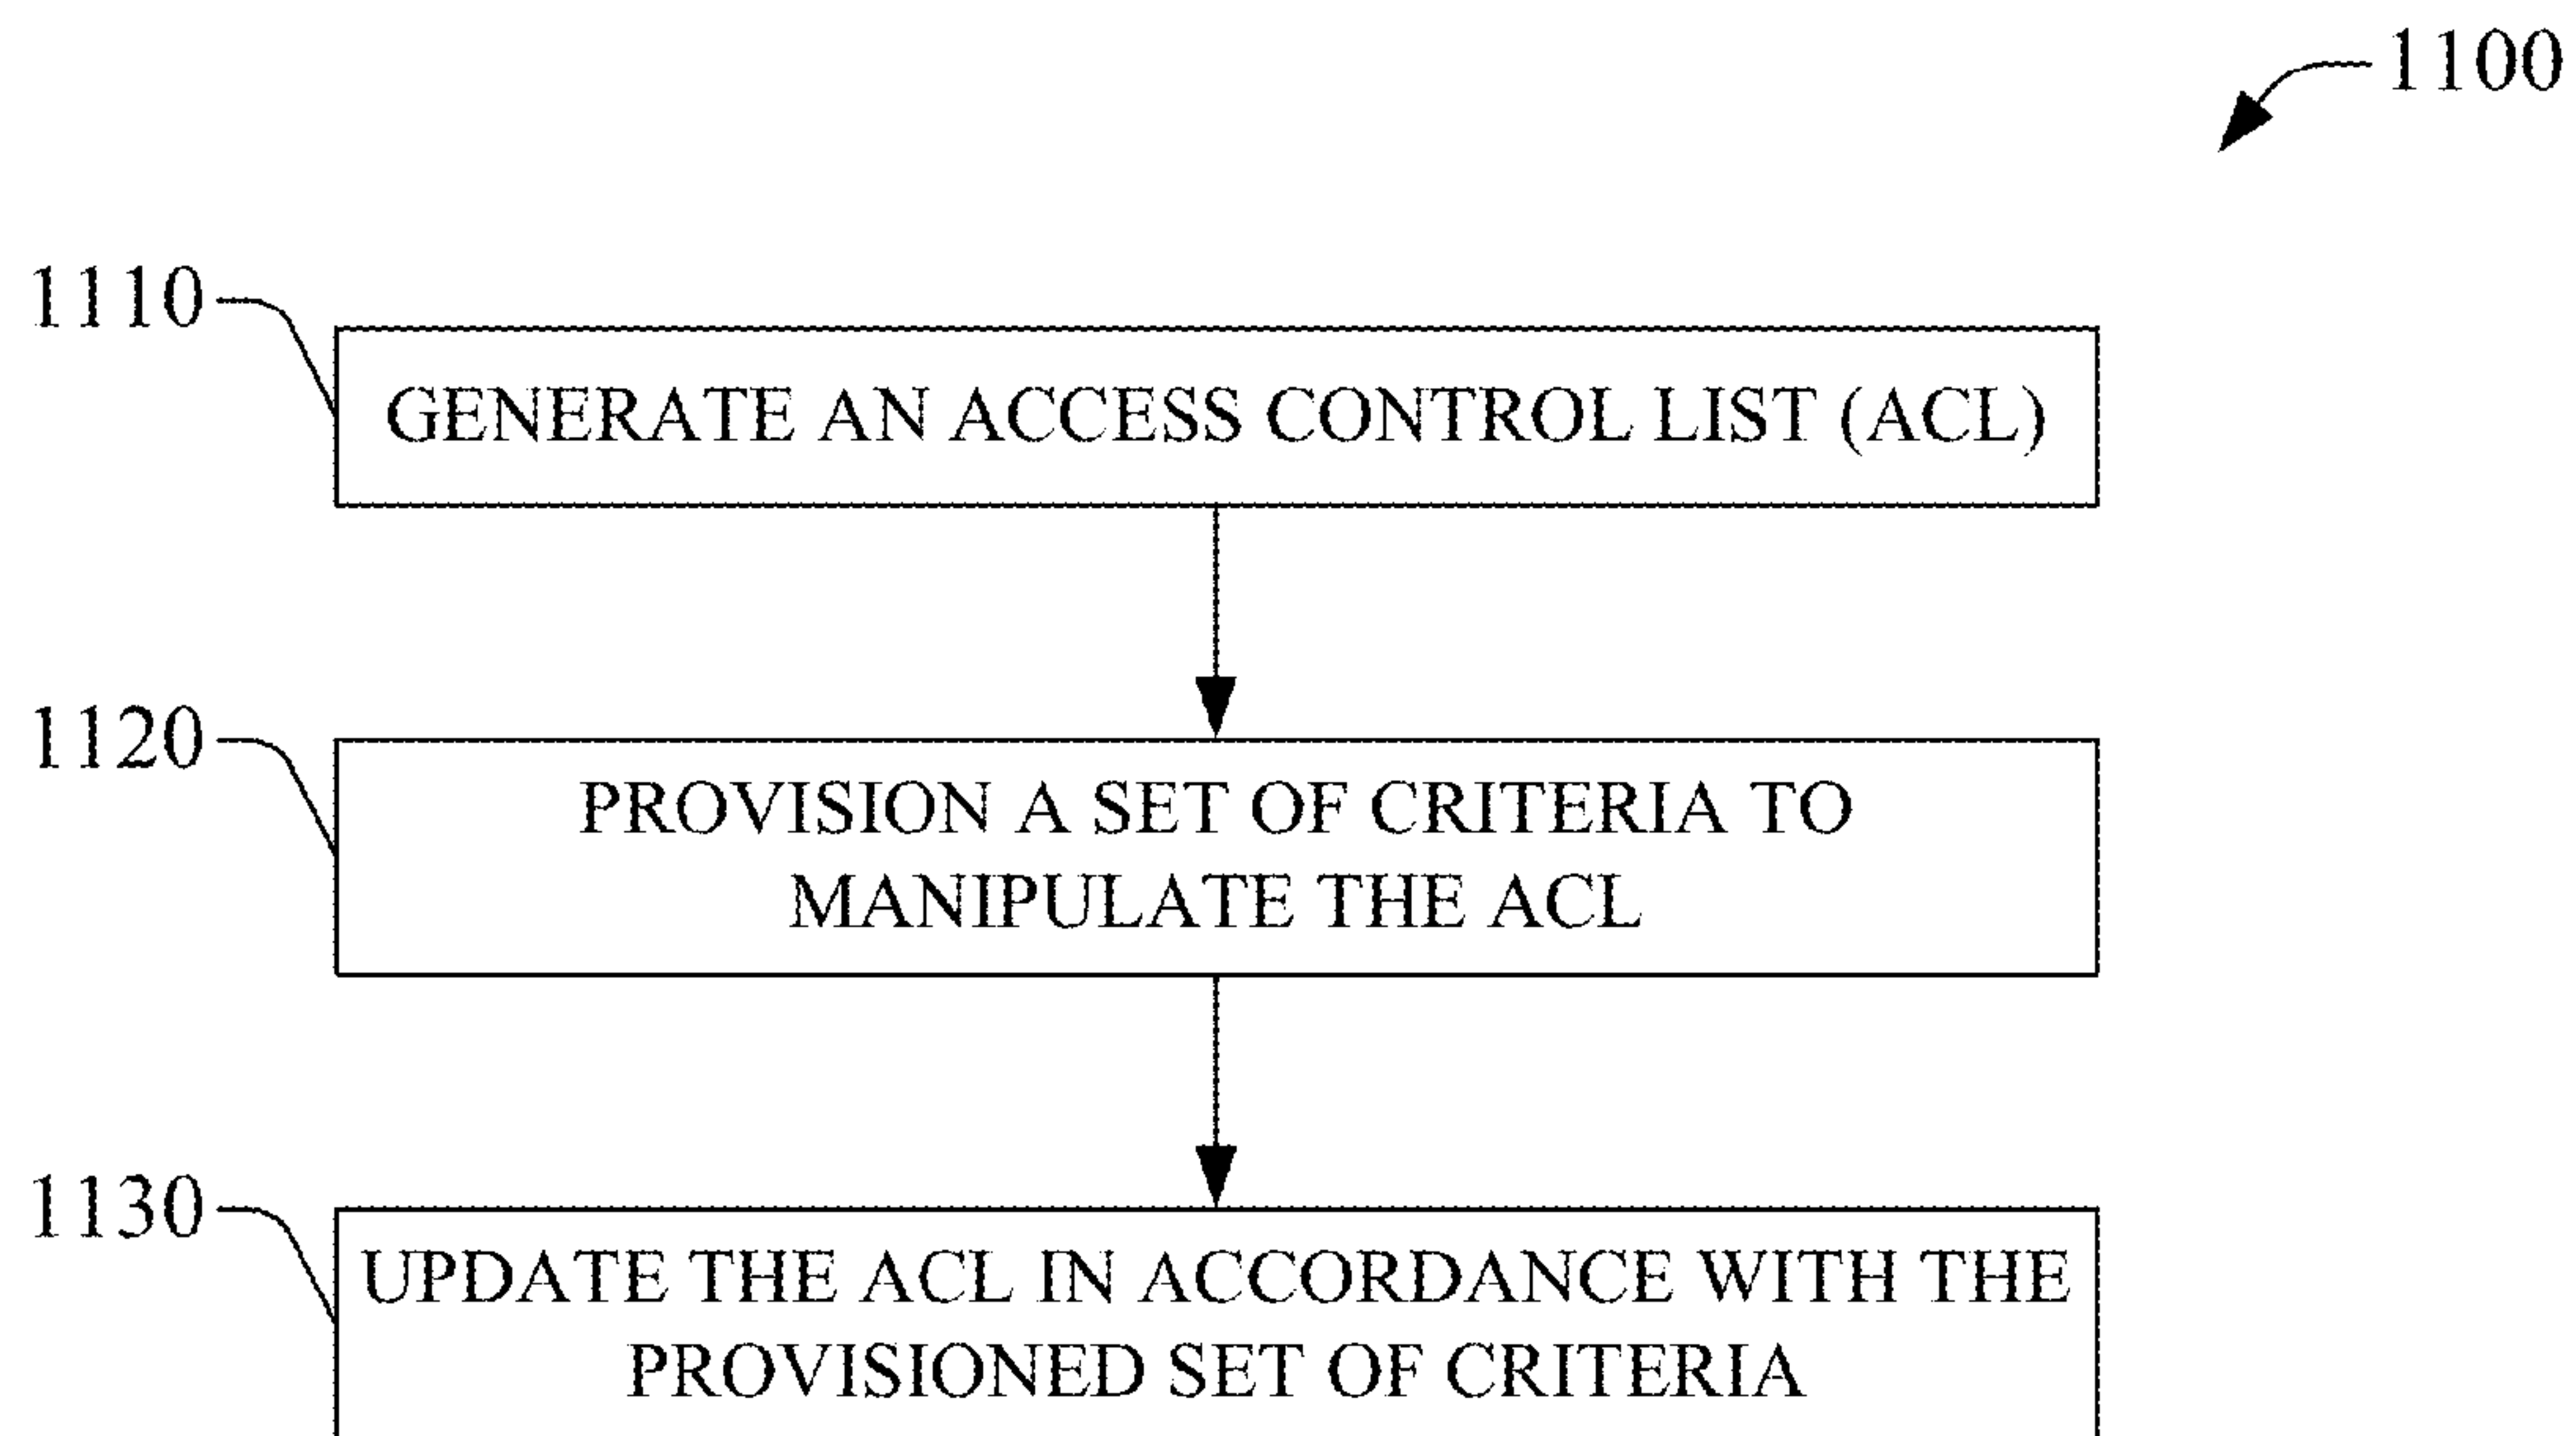 1100
1110
GENERATE AN ACCESS CONTROL LIST (ACL)
1120
PROVISION A SET OF CRITERIA TO
MANIPULATE THE ACL
1130
UPDATE THE ACL IN ACCORDANCE WITH THE
PROVISIONED SET OF CRITERIA